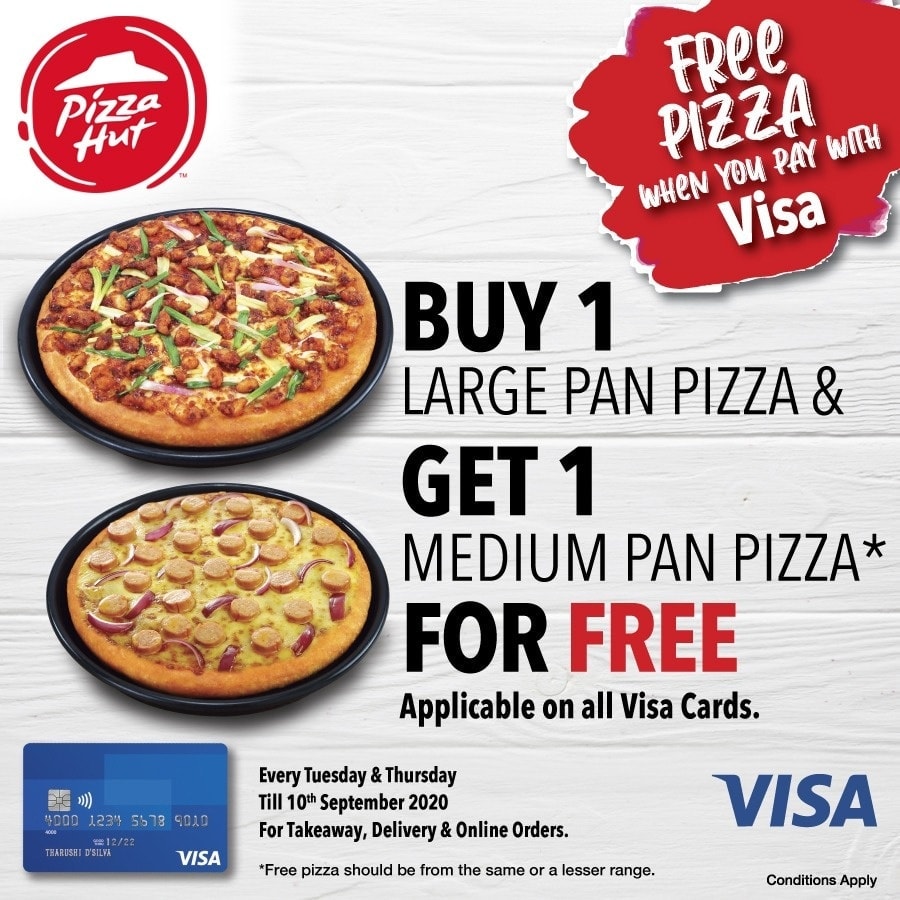 Pizza
Hut
TM
FREE
PIZZA
WHEN YOU PAY WITH
Visa
BUY 1
LARGE PAN PIZZA &
GET 1
MEDIUM PAN PIZZA*
FOR FREE
Applicable on all Visa Cards.
4000 1234 5678 9010
4000
12/22
THARUSHI D'SILVA
VISA
Every Tuesday & Thursday
Till 10th September 2020
For Takeaway, Delivery & Online Orders.
*Free pizza should be from the same or a lesser range.
VISA
Conditions Apply